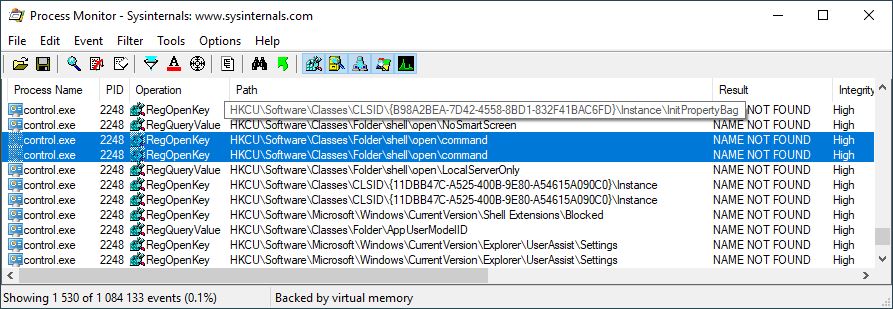 Process Monitor - Sysinternals: www.sysinternals.com
File Edit Event Filter Tools Options Help
Process Name PID Operation Path Result Integrity
control.exe 2248 RegOpenKey HKCU\Software\Classes\CLSID\{B98A2BEA-7D42-4558-8BD1-832F41BAC6FD}\Instance\InitPropertyBag NAME NOT FOUND High
control.exe 2248 RegQueryValue HKCU\Software\Classes\Folder\shell\open\NoSmartScreen NAME NOT FOUND High
control.exe 2248 RegOpenKey HKCU\Software\Classes\Folder\shell\open\command NAME NOT FOUND High
control.exe 2248 RegOpenKey HKCU\Software\Classes\Folder\shell\open\command NAME NOT FOUND High
control.exe 2248 RegQueryValue HKCU\Software\Classes\Folder\shell\open\LocalServerOnly NAME NOT FOUND High
control.exe 2248 RegOpenKey HKCU\Software\Classes\CLSID\{11DBB47C-A525-400B-9E80-A54615A090C0}\Instance NAME NOT FOUND High
control.exe 2248 RegOpenKey HKCU\Software\Classes\CLSID\{11DBB47C-A525-400B-9E80-A54615A090C0}\Instance NAME NOT FOUND High
control.exe 2248 RegOpenKey HKCU\Software\Microsoft\Windows\CurrentVersion\Shell Extensions\Blocked NAME NOT FOUND High
control.exe 2248 RegQueryValue HKCU\Software\Classes\Folder\AppUserModelID NAME NOT FOUND High
control.exe 2248 RegOpenKey HKCU\Software\Microsoft\Windows\CurrentVersion\Explorer\UserAssist\Settings NAME NOT FOUND High
control.exe 2248 RegOpenKey HKCU\Software\Microsoft\Windows\CurrentVersion\Explorer\UserAssist\Settings NAME NOT FOUND High
Showing 1 530 of 1 084 133 events (0.1%) Backed by virtual memory